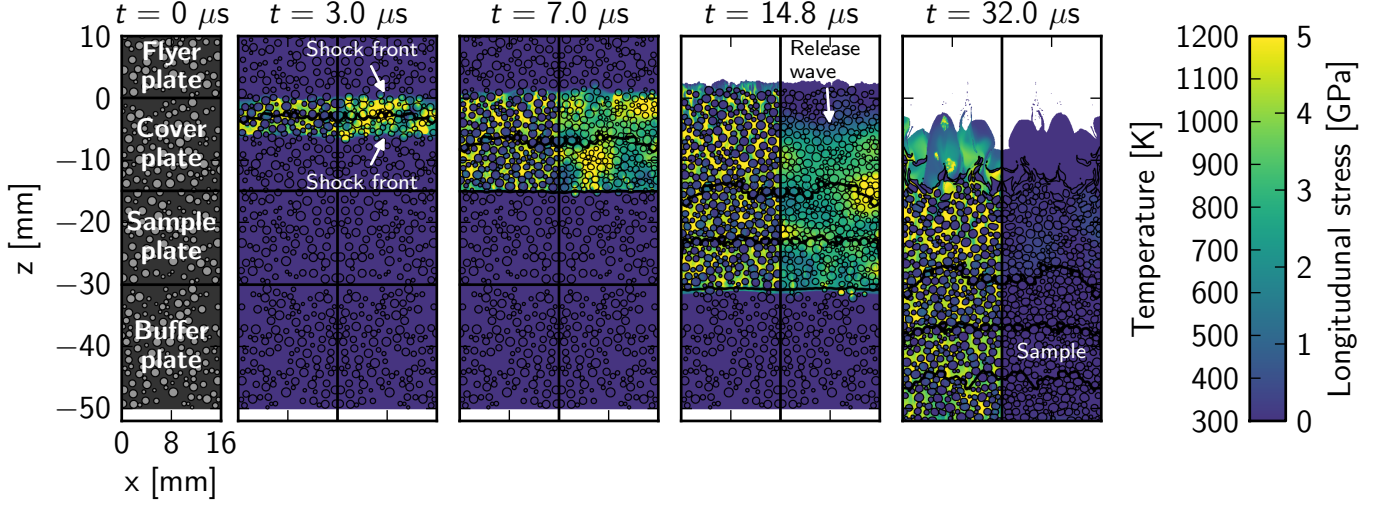 t = 0 μs
t = 3.0 μs
t = 7.0 μs
t = 14.8 μs
t = 32.0 μs
10
0
−10
−20
−30
−40
−50
z [mm]
Flyer
plate
Cover
plate
Sample
plate
Buffer
plate
0
8
16
x [mm]
Shock front
Shock front
Release
wave
Sample
Temperature [K]
1200
1100
1000
900
800
700
600
500
400
300
5
4
3
2
1
0
Longitudunal stress [GPa]